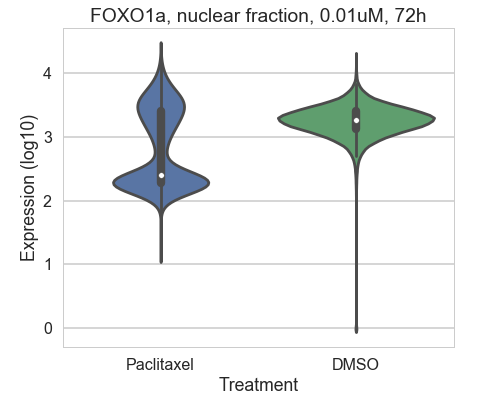 FOXO1a, nuclear fraction, 0.01uM, 72h
Expression (log10)
4
3
2
1
0
Paclitaxel
DMSO
Treatment